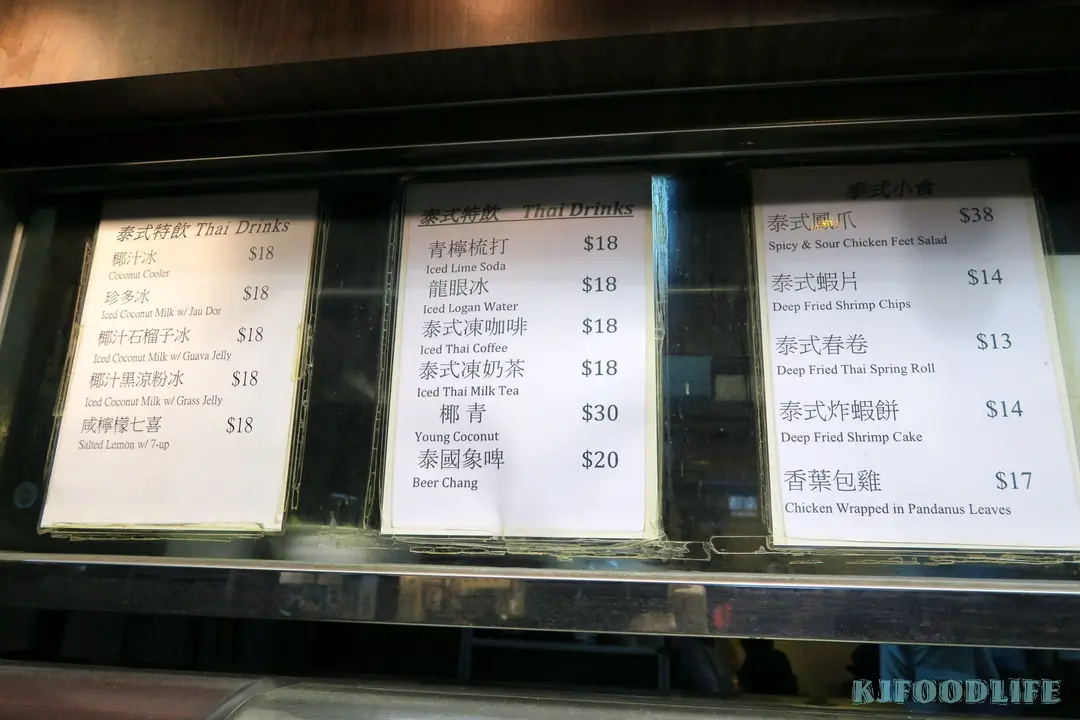 泰式特飲 Thai Drinks
椰汁冰 $18
Coconut Cooler
珍多冰 $18
Iced Coconut Milk w/ Jau Dor
椰汁石榴子冰 $18
Iced Coconut Milk w/ Guava Jelly
椰汁黑涼粉冰 $18
Iced Coconut Milk w/ Grass Jelly
咸檸檬七喜 $18
Salted Lemon w/ 7-up
泰式特飲 Thai Drinks
青檸梳打 $18
Iced Lime Soda
龍眼冰 $18
Iced Logan Water
泰式凍咖啡 $18
Iced Thai Coffee
泰式凍奶茶 $18
Iced Thai Milk Tea
椰青 $30
Young Coconut
泰國象啤 $20
Beer Chang
泰式小食
泰式鳳爪 $38
Spicy & Sour Chicken Feet Salad
泰式蝦片 $14
Deep Fried Shrimp Chips
泰式春卷 $13
Deep Fried Thai Spring Roll
泰式炸蝦餅 $14
Deep Fried Shrimp Cake
香葉包雞 $17
Chicken Wrapped in Pandanus Leaves
KJFOODLIFE